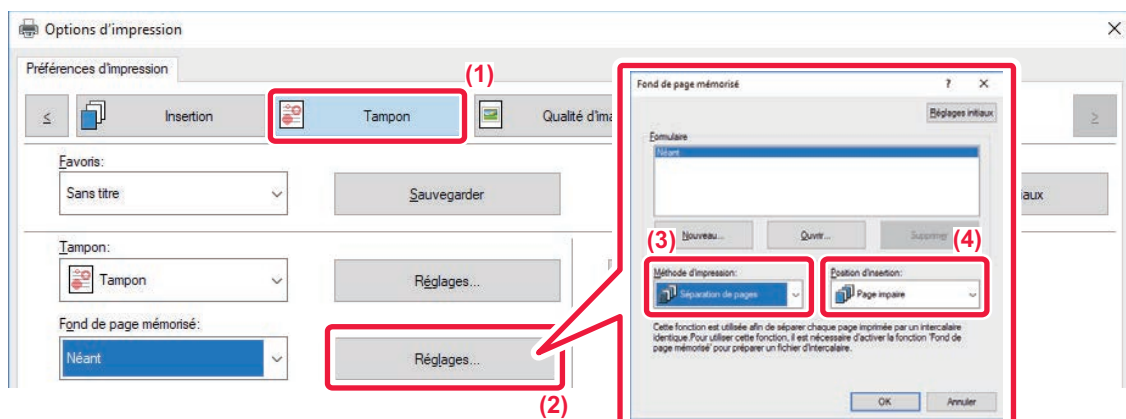 Options d'impression
Préférences d'impression
(1)
<
Insertion
Tampon
Qualité d'ima
>
Favoris:
Sans titre
Sauvegarder
iaux
Tampon:
Tampon
Réglages...
Fond de page mémorisé:
Néant
Réglages...
(2)
Fond de page mémorisé
?
Réglages initiaux
Formulaire
Néant
Nouveau...
Ouvrir...
Supprimer
(3)
(4)
Méthode d'impression:
Position d'insertion:
Séparation de pages
Page impaire
Cette fonction est utilisée afin de séparer chaque page imprimée par un intercalaire
identique.Pour utiliser cette fonction, il est nécessaire d'activer la fonction 'Fond de
page mémorisé' pour préparer un fichier d'intercalaire.
OK
Annuler